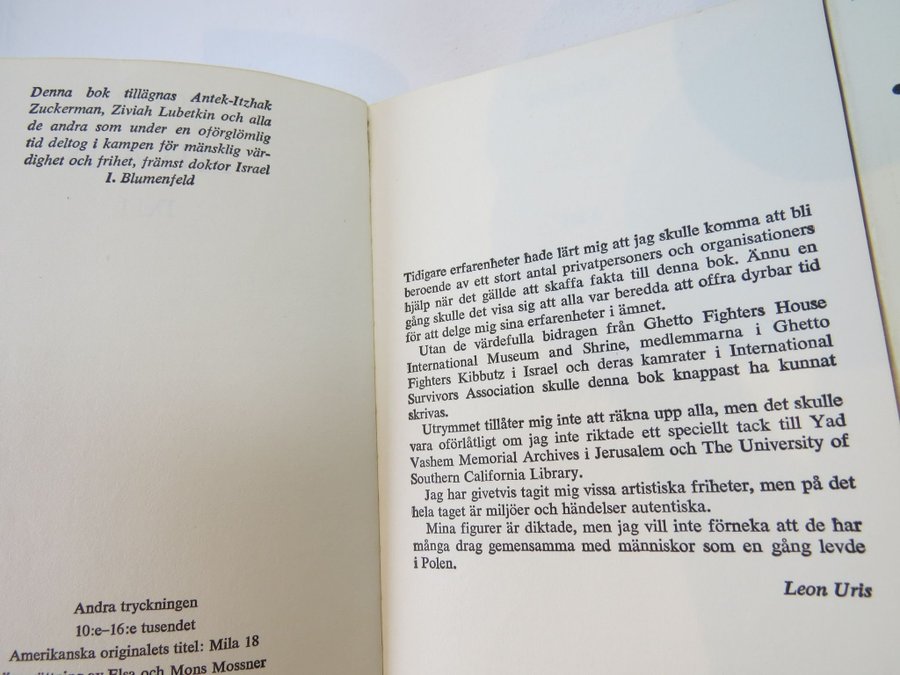 Denna bok tillägnas Antek-Itzhak
Zuckerman, Ziviah Lubetkin och alla
de andra som under en oförglömlig
tid deltog i kampen för mänsklig vär-
dighet och frihet, främst doktor Israel
I. Blumenfeld
Andra tryckningen
10:e–16:e tusendet
Amerikanska originalets titel: Mila 18
av Elsa och Mons Mossner
Tidigare erfarenheter hade lärt mig att jag skulle komma att bli
beroende av ett stort antal privatpersoners och organisationers
hjälp när det gällde att skaffa fakta till denna bok. Ännu en
gång skulle det visa sig att alla var beredda att offra dyrbar tid
för att delge mig sina erfarenheter i ämnet.
Utan de värdefulla bidragen från Ghetto Fighters House
International Museum and Shrine, medlemmarna i Ghetto
Fighters Kibbutz i Israel och deras kamrater i International
Survivors Association skulle denna bok knappast ha kunnat
skrivas.
Utrymmet tillåter mig inte att räkna upp alla, men det skulle
vara oförlåtligt om jag inte riktade ett speciellt tack till Yad
Vashem Memorial Archives i Jerusalem och The University of
Southern California Library.
Jag har givetvis tagit mig vissa artistiska friheter, men på det
hela taget är miljöer och händelser autentiska.
Mina figurer är diktade, men jag vill inte förneka att de har
många drag gemensamma med människor som en gång levde
i Polen.
Leon Uris